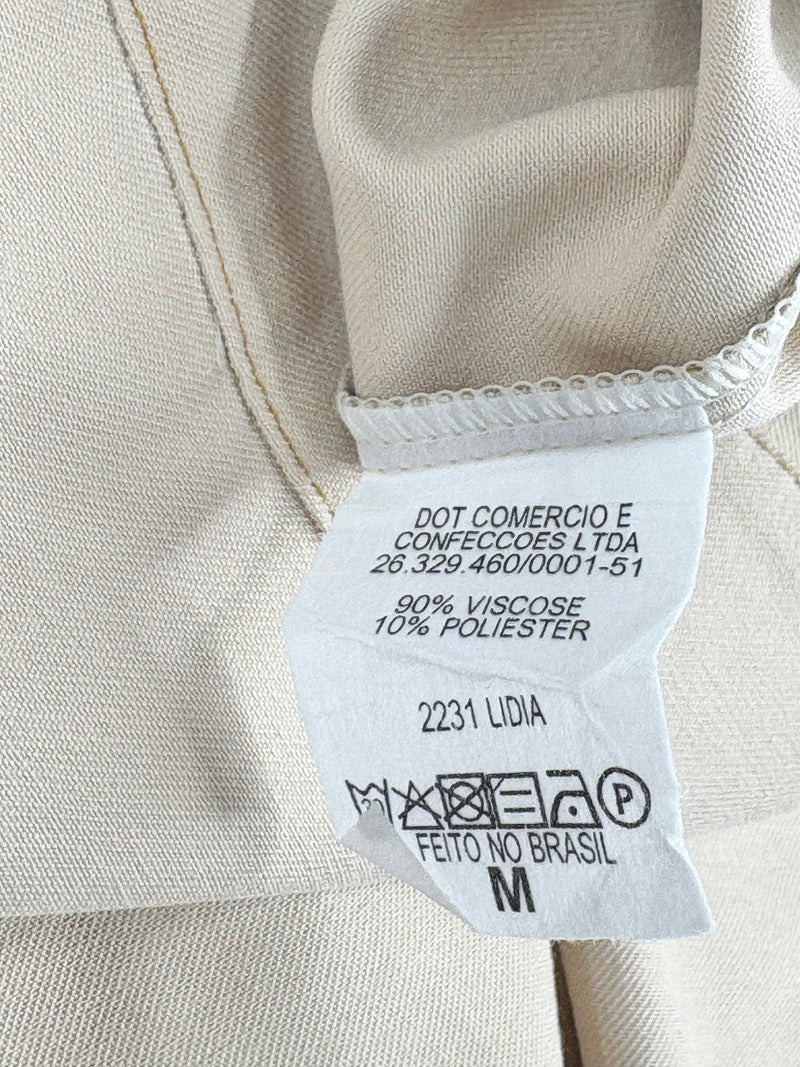 DOT COMERCIO E
CONFECCOES LTDA
26.329.460/0001-51
90% VISCOSE
10% POLIESTER
2231 LIDIA
P
FEITO NO BRASIL
M